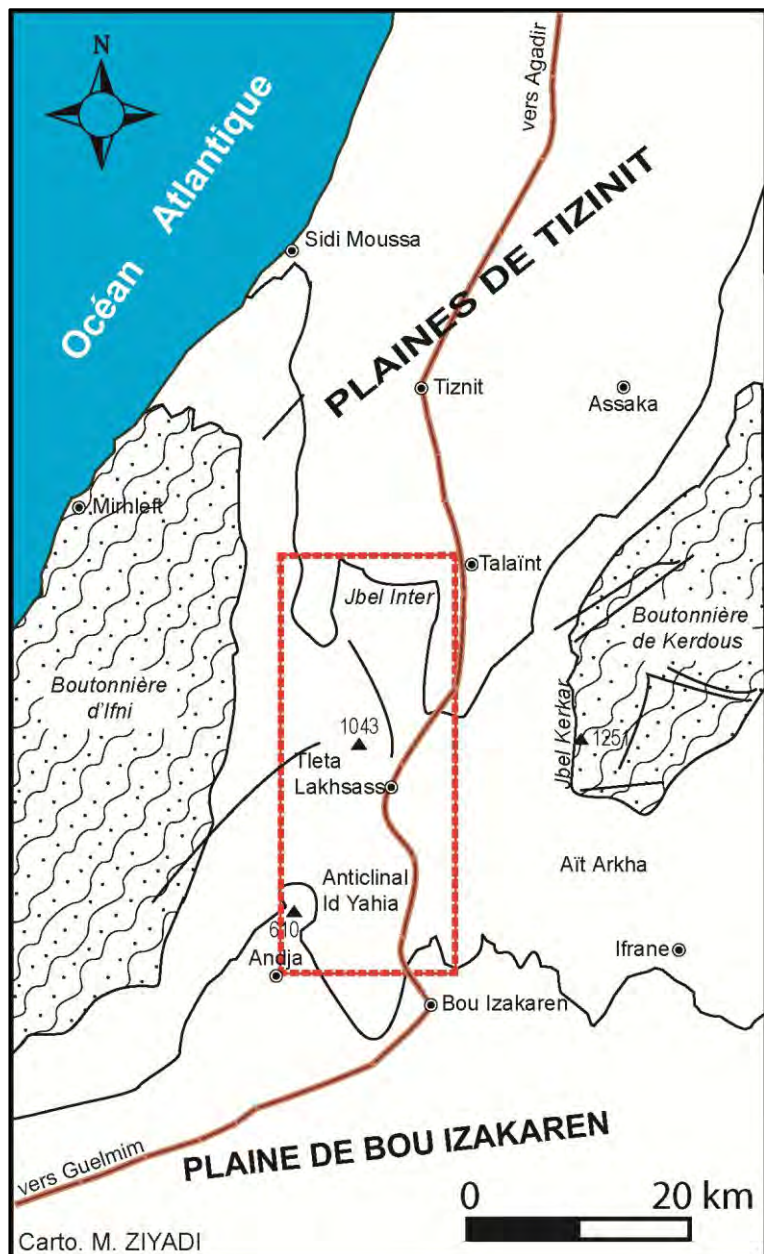 N
vers Agadir
Océan Atlantique
Sidi Moussa
PLAINES DE TIZINIT
Tiznit
Assaka
Mirhleft
Talaïnt
Jbel Inter
Boutonnière
de Kerdous
Boutonnière
d'Ifni
1043
Jbel Kerkar
1251
Tleta
Lakhsass
Aït Arkha
Anticlinal
Id Yahia
610
Andja
Ifrane
Bou Izakaren
vers Guelmim
PLAINE DE BOU IZAKAREN
0 20 km
Carto. M. ZIYADI